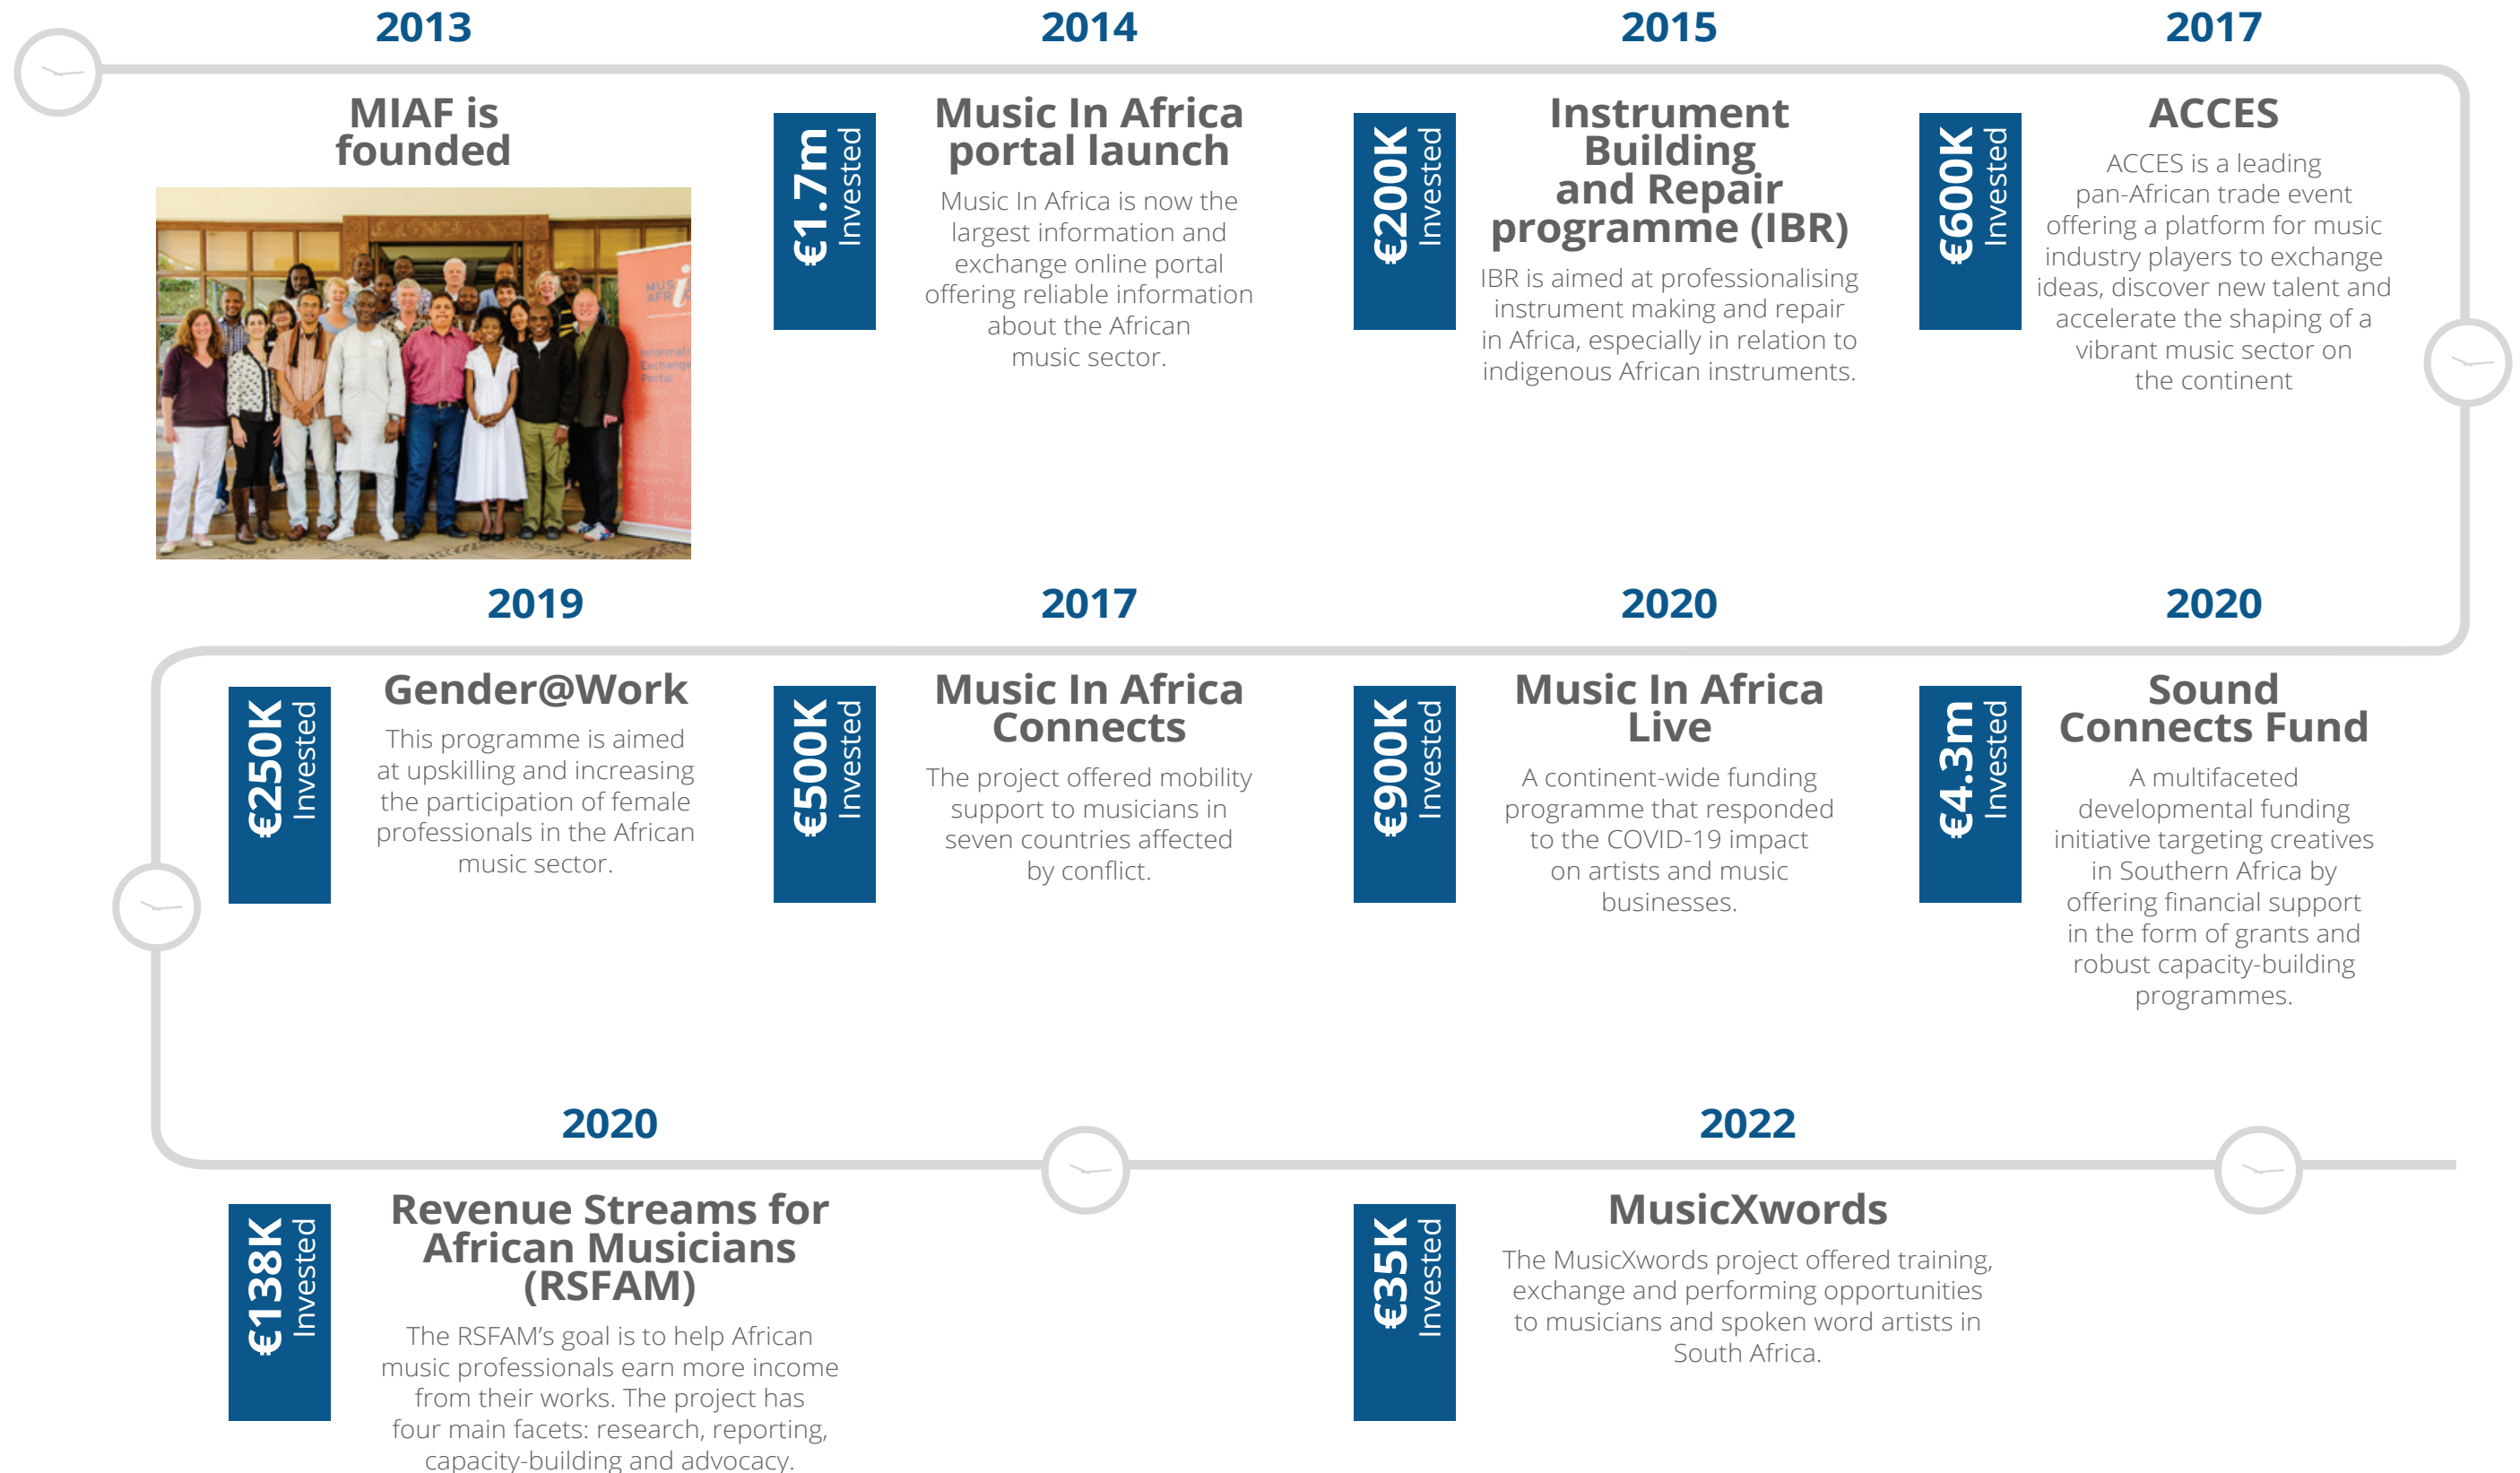 2013
MIAF is
founded
MUS
AFR
Informati
Exchange
Portal
2014
€1.7m
Invested
Music In Africa
portal launch
Music In Africa is now the
largest information and
exchange online portal
offering reliable information
about the African
music sector.
2015
€200K
Invested
Instrument
Building
and Repair
programme (IBR)
IBR is aimed at professionalising
instrument making and repair
in Africa, especially in relation to
indigenous African instruments.
2017
€600K
Invested
ACCES
ACCES is a leading
pan-African trade event
offering a platform for music
industry players to exchange
ideas, discover new talent and
accelerate the shaping of a
vibrant music sector on
the continent
2019
€250K
Invested
Gender@Work
This programme is aimed
at upskilling and increasing
the participation of female
professionals in the African
music sector.
2017
€500K
Invested
Music In Africa
Connects
The project offered mobility
support to musicians in
seven countries affected
by conflict.
2020
€900K
Invested
Music In Africa
Live
A continent-wide funding
programme that responded
to the COVID-19 impact
on artists and music
businesses.
2020
€4.3m
Invested
Sound
Connects Fund
A multifaceted
developmental funding
initiative targeting creatives
in Southern Africa by
offering financial support
in the form of grants and
robust capacity-building
programmes.
2020
€138K
Invested
Revenue Streams for
African Musicians
(RSFAM)
The RSFAM’s goal is to help African
music professionals earn more income
from their works. The project has
four main facets: research, reporting,
capacity-building and advocacy.
2022
€35K
Invested
MusicXwords
The MusicXwords project offered training,
exchange and performing opportunities
to musicians and spoken word artists in
South Africa.